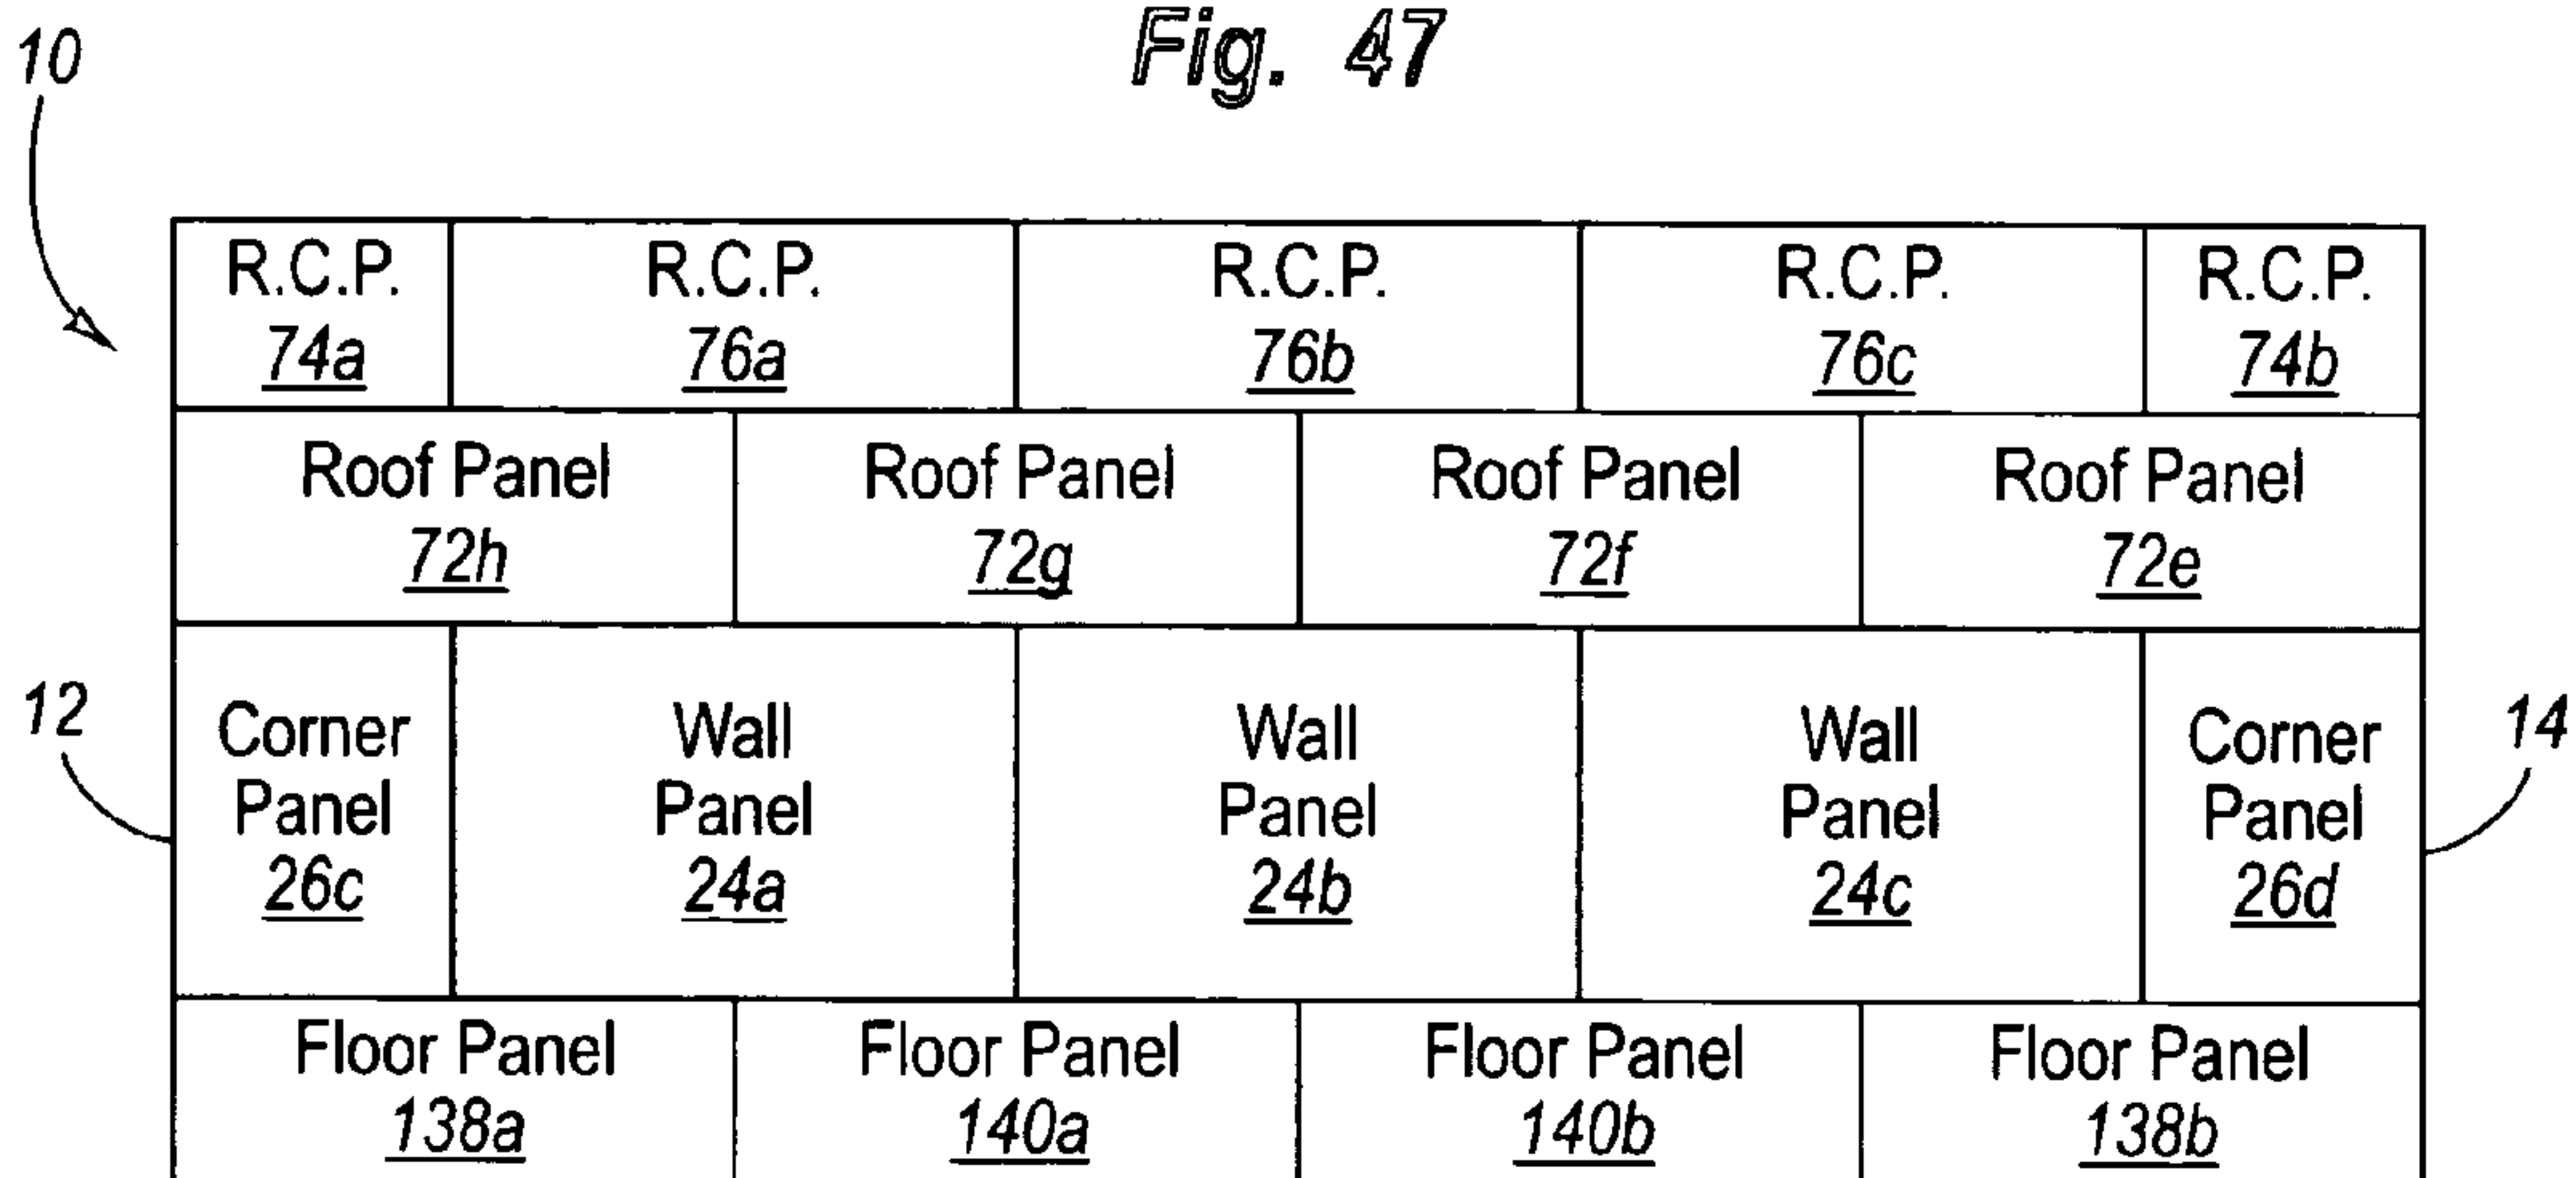 Fig. 47
10
R.C.P. R.C.P. R.C.P. R.C.P. R.C.P.
74a 76a 76b 76c 74b
Roof Panel Roof Panel Roof Panel Roof Panel
72h 72g 72f 72e
12
Corner Wall Wall Wall Corner
Panel Panel Panel Panel Panel
26c 24a 24b 24c 26d
14
Floor Panel Floor Panel Floor Panel Floor Panel
138a 140a 140b 138b